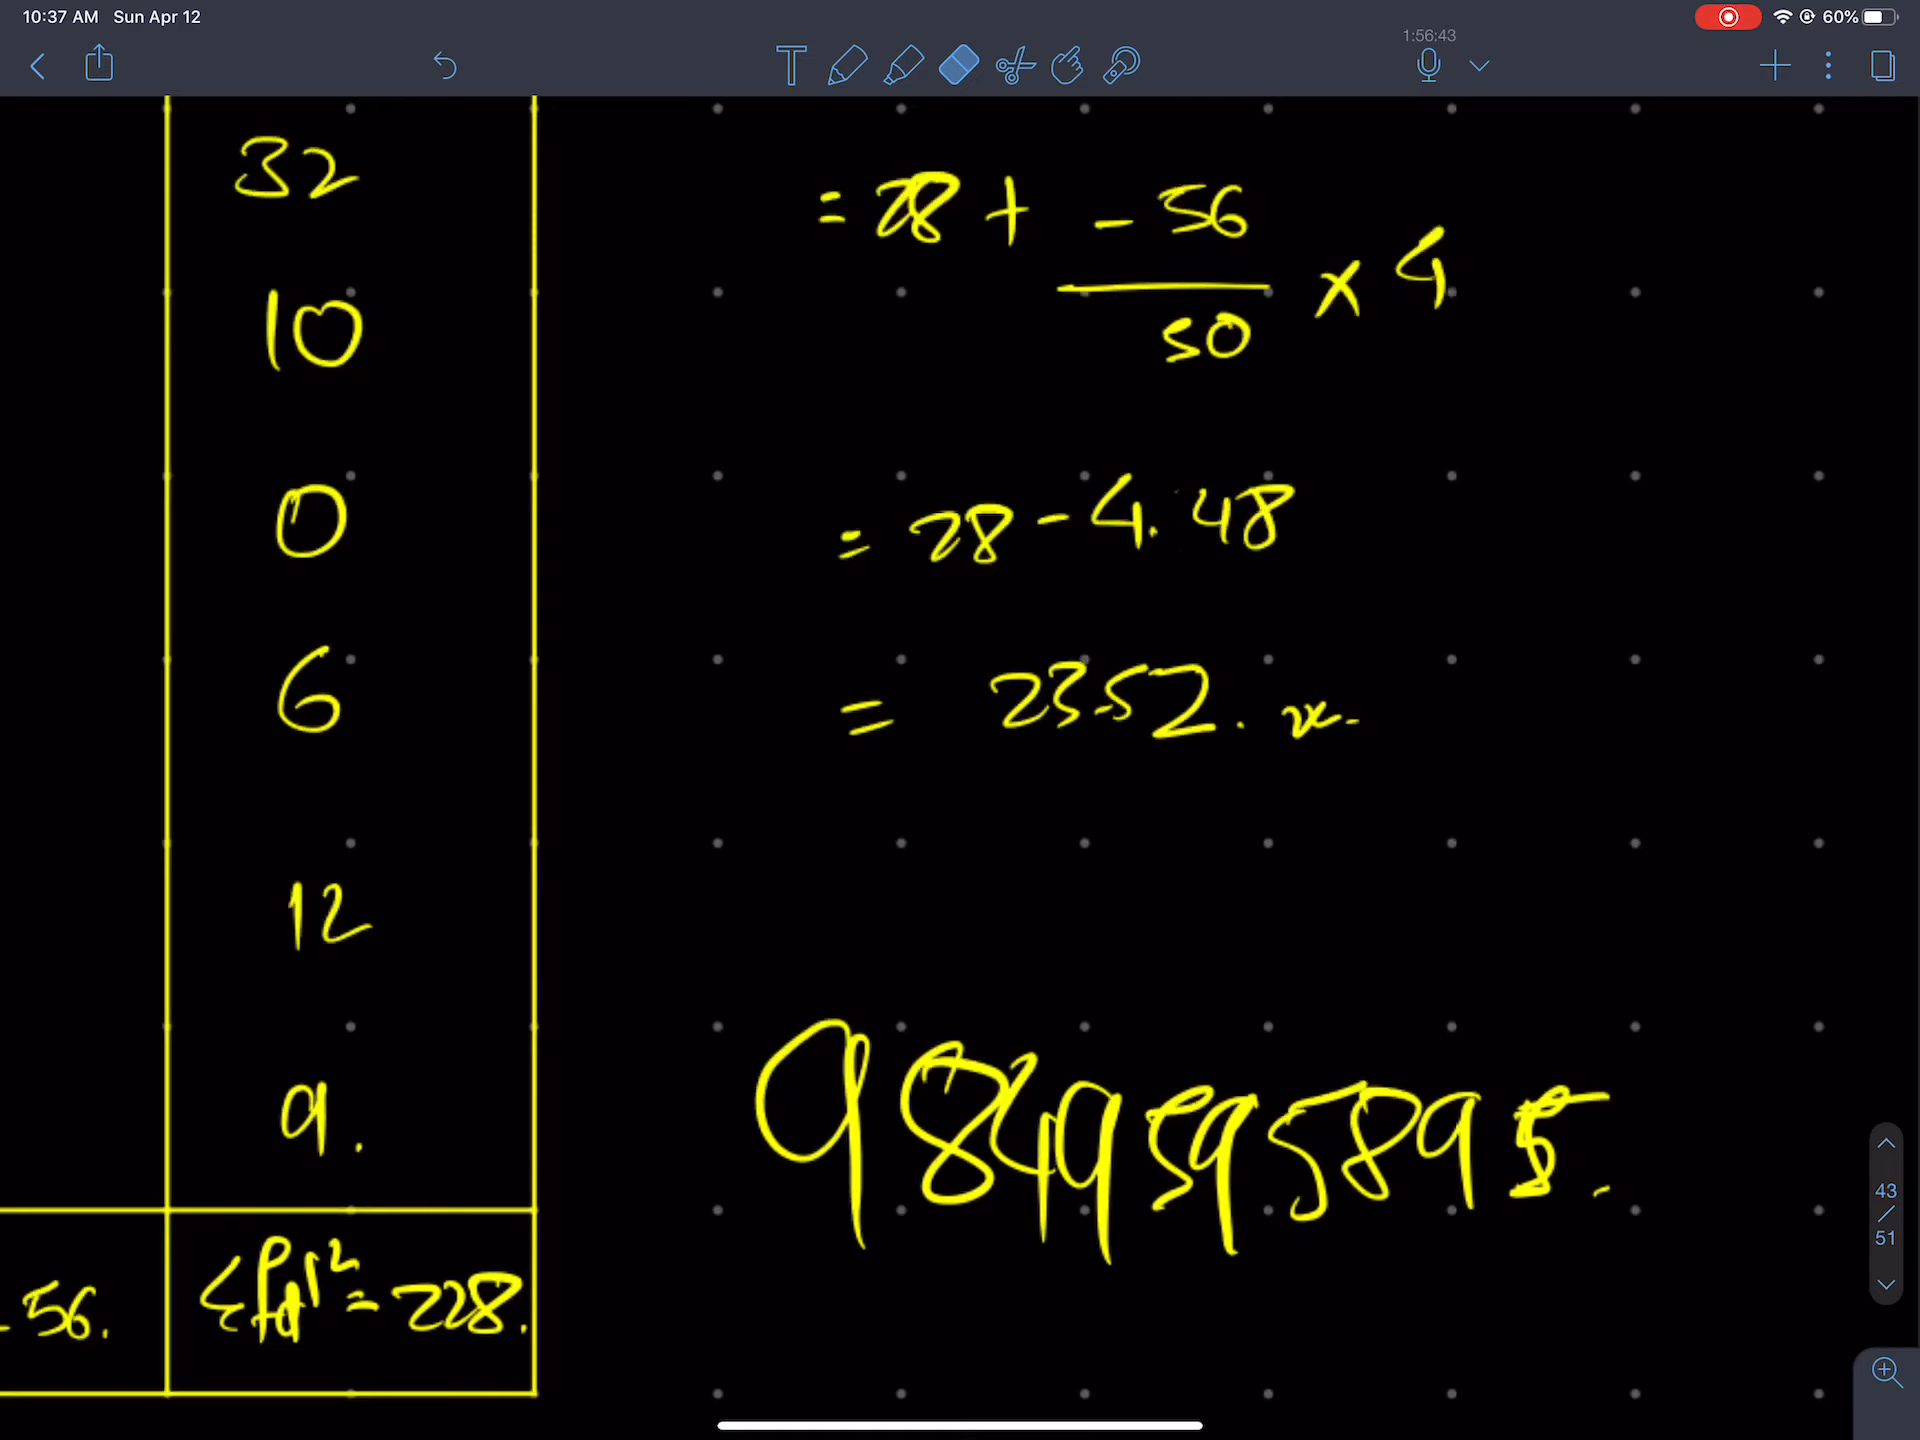 10:37 AM Sun Apr 12
60%
1:56:43
T
32
10
0
6
12
9.
- 56.
Σfd'² = 228.
= 28 + - 56 / 50 × 4
= 28 - 4.48
= 23.52.
43
/
51